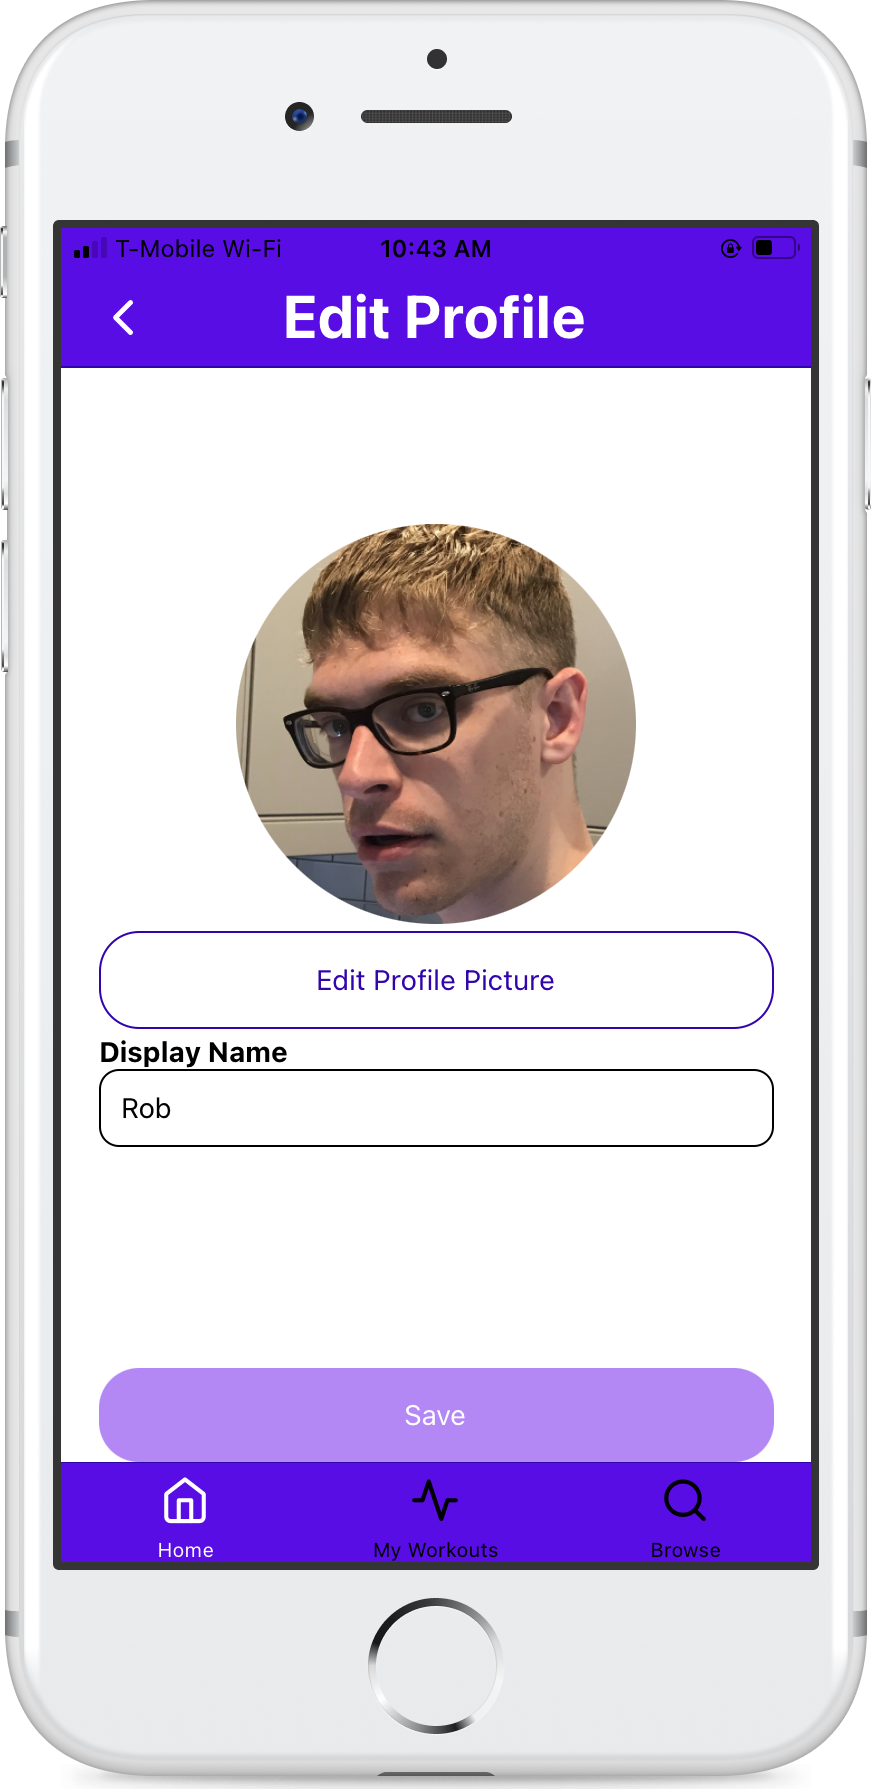 T-Mobile Wi-Fi 10:43 AM
Edit Profile
Edit Profile Picture
Display Name
Rob
Save
Home My Workouts Browse